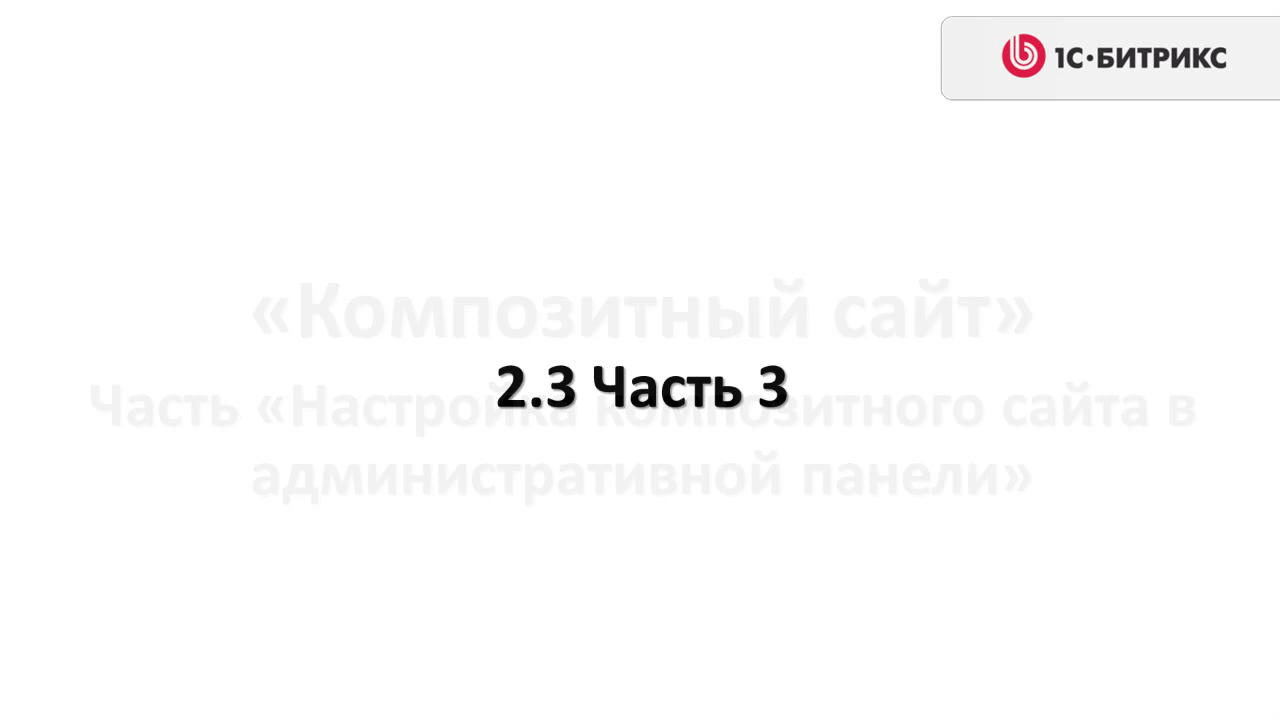 1С·БИТРИКС
«Композитный сайт»
2.3 Часть 3
Часть «Настройка композитного сайта в
административной панели»